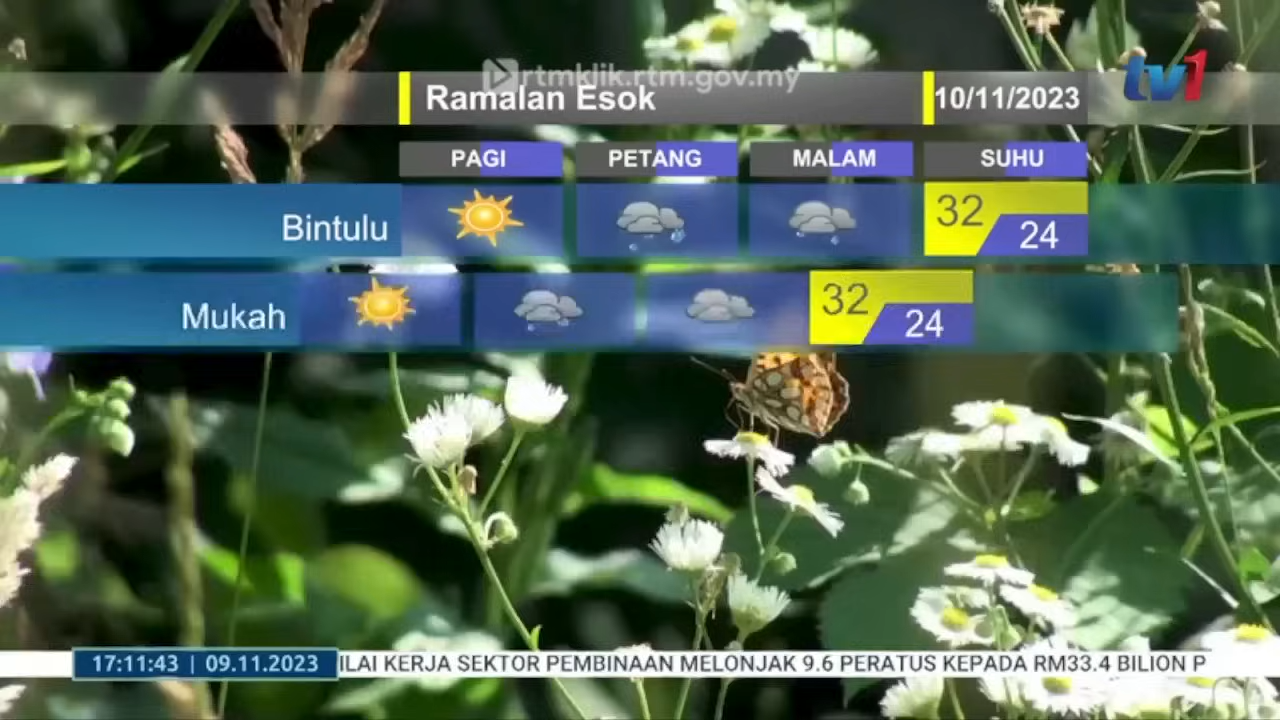 rtmklik.rtm.gov.my
tv1
Ramalan Esok 10/11/2023
PAGI PETANG MALAM SUHU
Bintulu 32 24
Mukah 32 24
17:11:43 | 09.11.2023 ILAI KERJA SEKTOR PEMBINAAN MELONJAK 9.6 PERATUS KEPADA RM33.4 BILION P